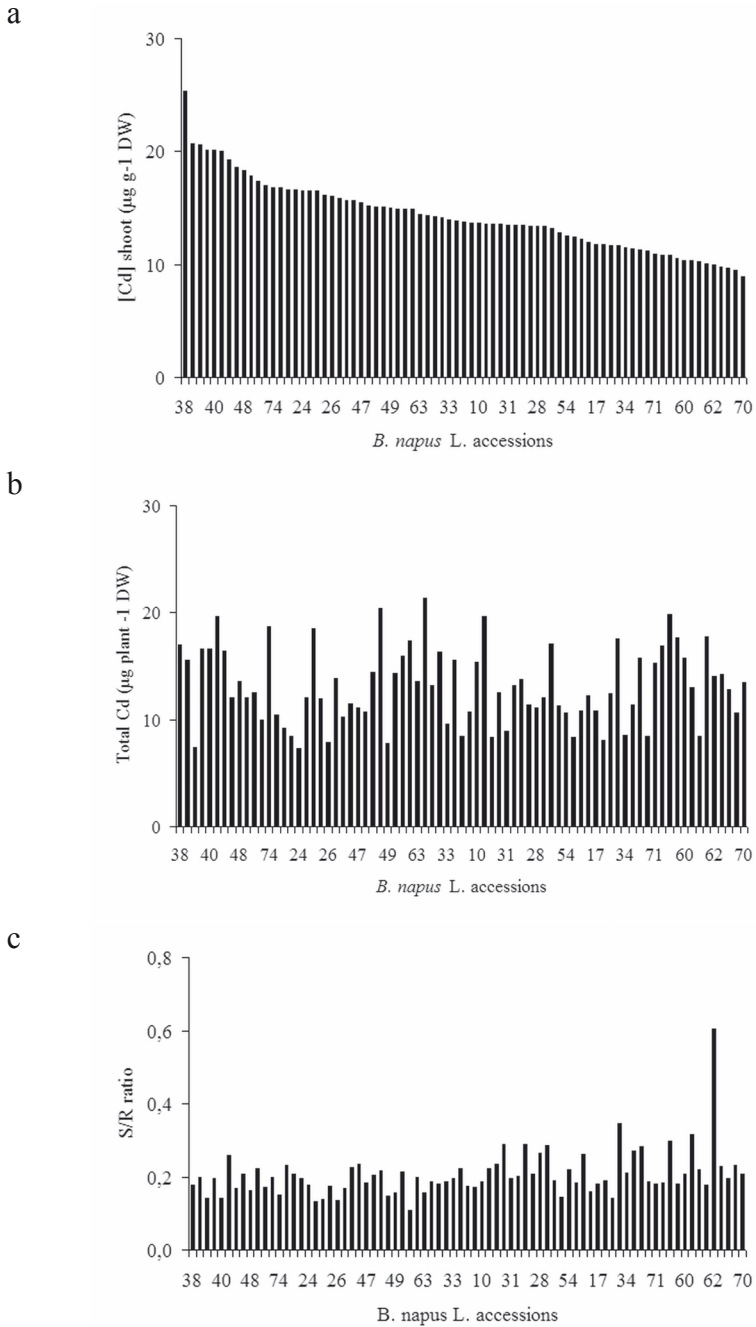 a
30
20
10
0
[Cd] shoot (µg g-1 DW)
38 40 48 74 24 26 47 49 63 33 10 31 28 54 17 34 71 60 62 70
B. napus L. accessions
b
30
20
10
0
Total Cd (µg plant -1 DW)
38 40 48 74 24 26 47 49 63 33 10 31 28 54 17 34 71 60 62 70
B. napus L. accessions
c
0,8
0,6
0,4
0,2
0,0
S/R ratio
38 40 48 74 24 26 47 49 63 33 10 31 28 54 17 34 71 60 62 70
B. napus L. accessions